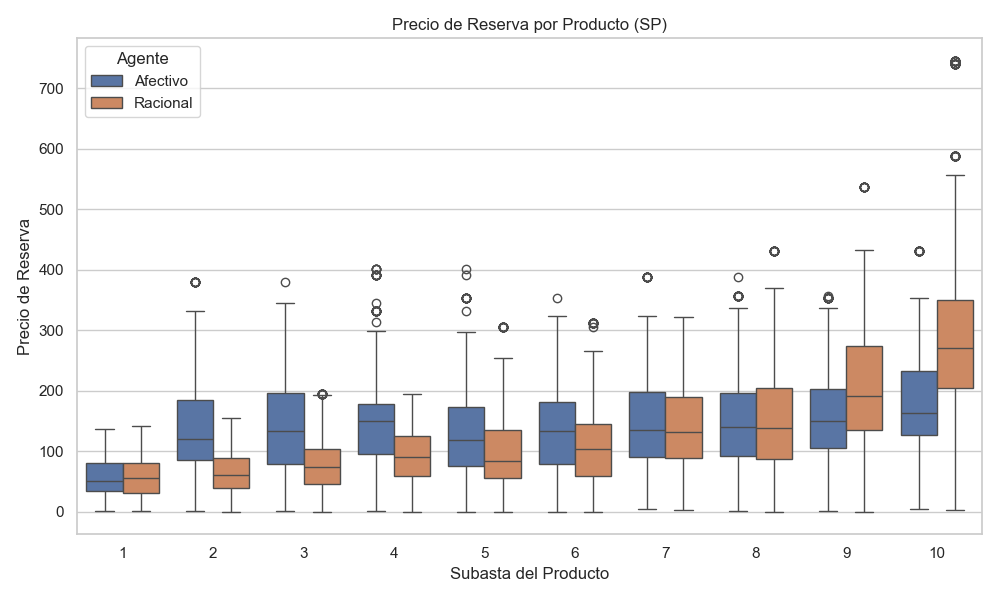 Precio de Reserva por Producto (SP)
Agente
Afectivo
Racional
Precio de Reserva
700
600
500
400
300
200
100
0
1 2 3 4 5 6 7 8 9 10
Subasta del Producto